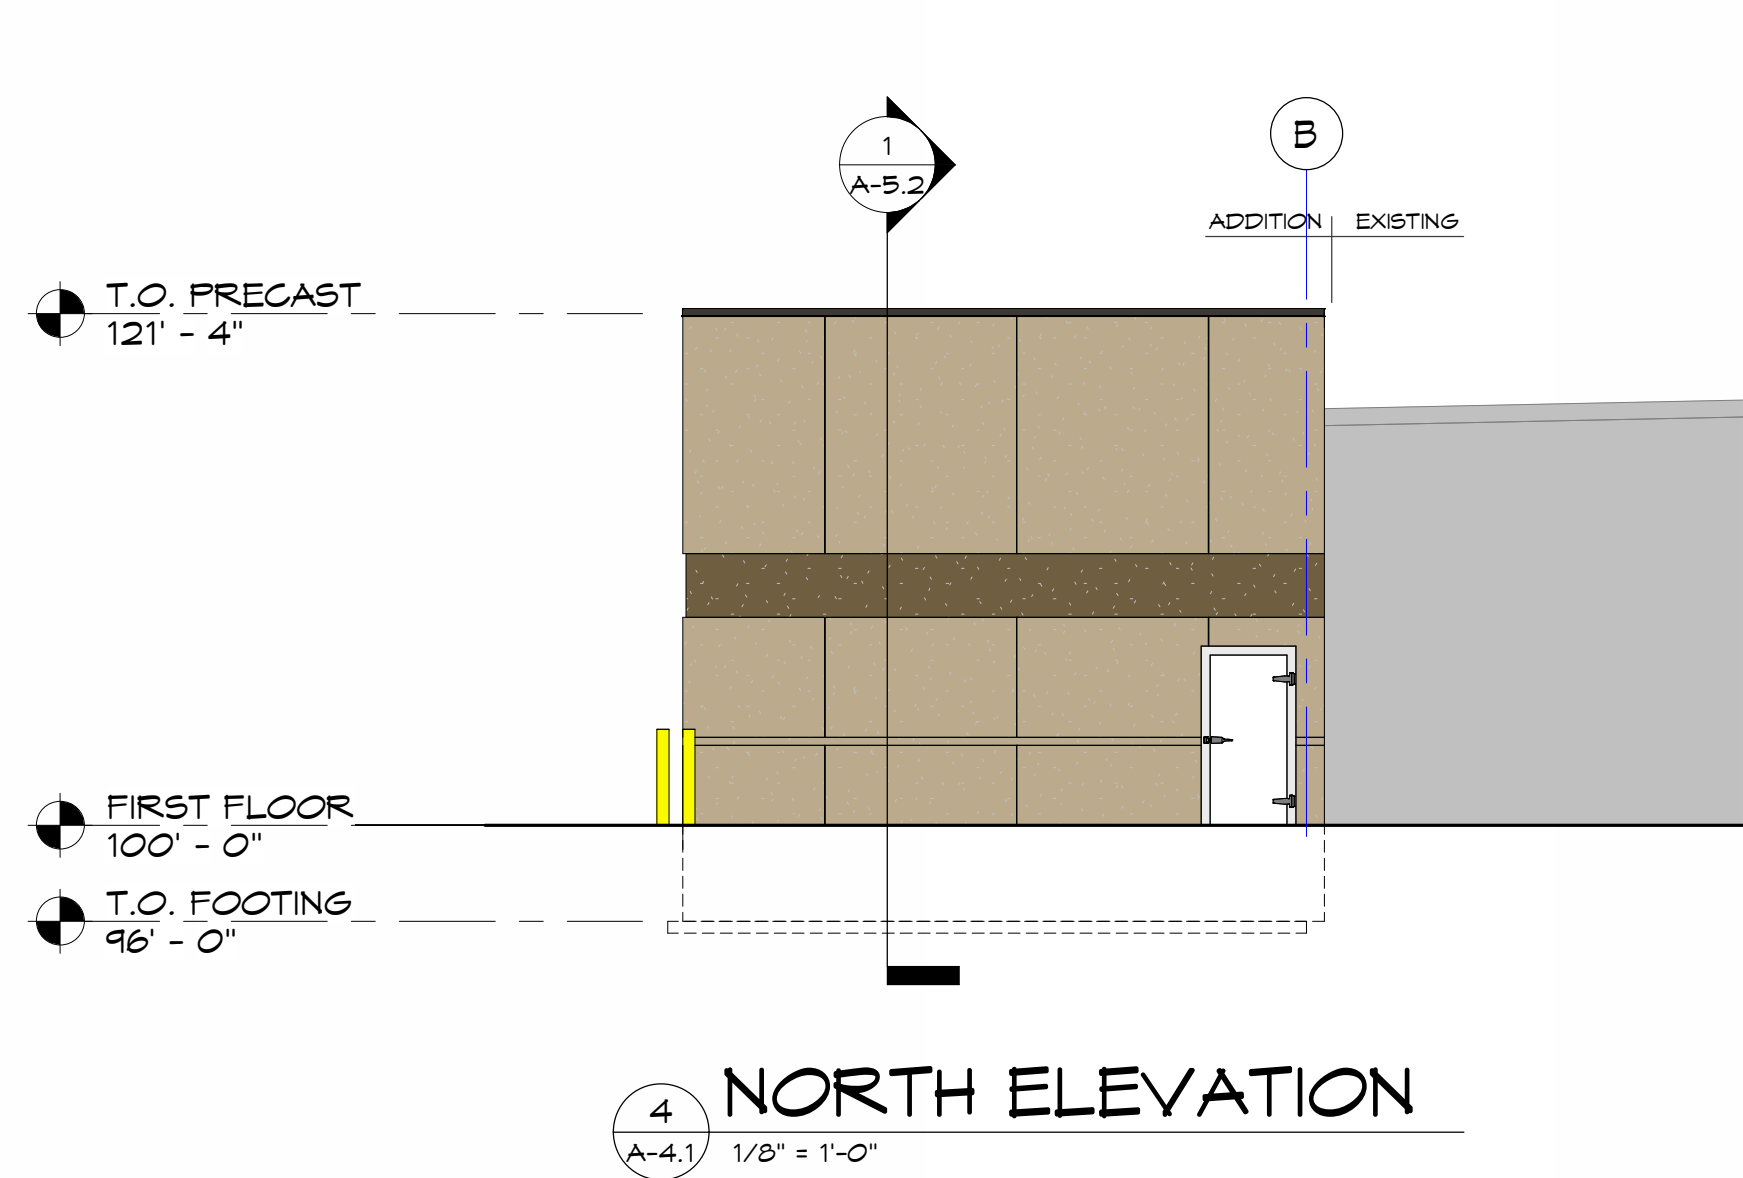 1
A-5.2
B
ADDITION EXISTING
T.O. PRECAST
121' - 4"
FIRST FLOOR
100' - 0"
T.O. FOOTING
96' - 0"
4
A-4.1
NORTH ELEVATION
1/8" = 1'-0"